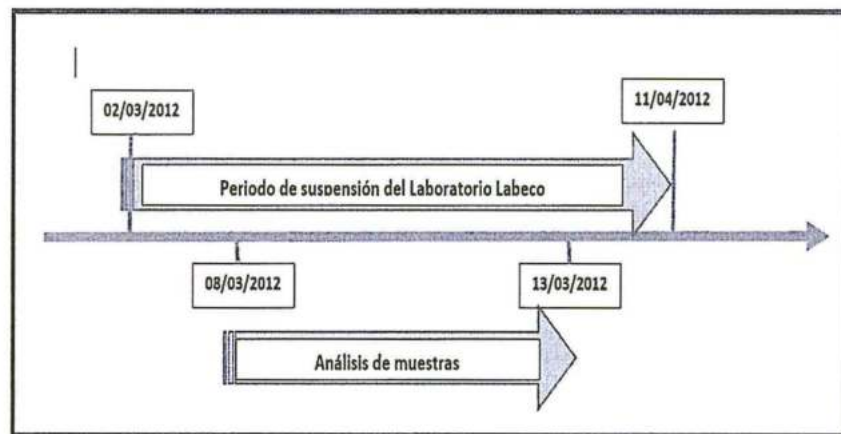 02/03/2012
11/04/2012
Periodo de suspensión del Laboratorio Labeco
08/03/2012
13/03/2012
Análisis de muestras